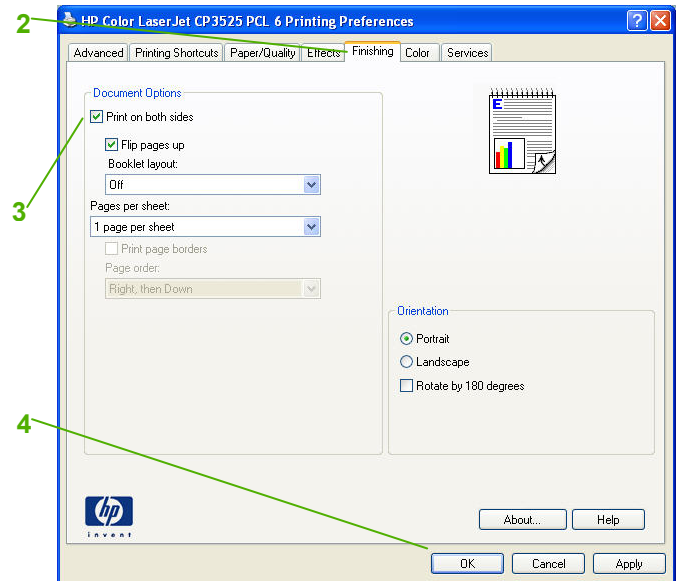 2
HP Color LaserJet CP3525 PCL 6 Printing Preferences
Advanced Printing Shortcuts Paper/Quality Effects Finishing Color Services
Document Options
3
Print on both sides
Flip pages up
Booklet layout:
Off
Pages per sheet:
1 page per sheet
Print page borders
Page order:
Right, then Down
E
Orientation
Portrait
Landscape
Rotate by 180 degrees
4
hp
invent
About... Help
OK Cancel Apply